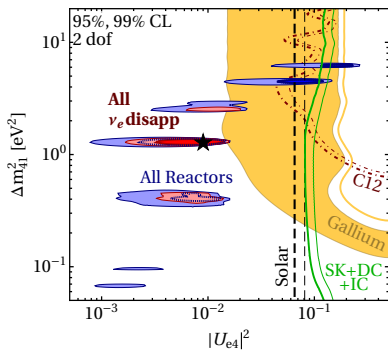 95%, 99% CL
2 dof
All
νe disapp
All Reactors
C12
Gallium
Solar
SK+DC
+IC
Δm²₄₁ [eV²]
10¹
10⁰
10⁻¹
10⁻³
10⁻²
10⁻¹
|Ue4|²